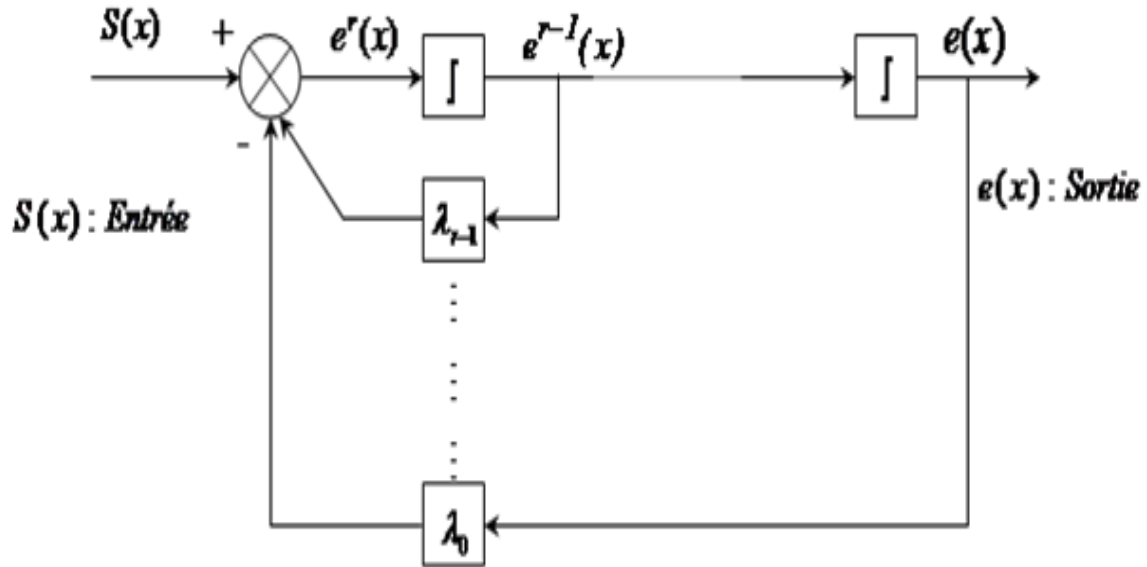 S(x)
+
e^r(x)
∫
e^{r-1}(x)
∫
e(x)
-
λ_{r-1}
S(x) : Entrée
e(x) : Sortie
λ_0